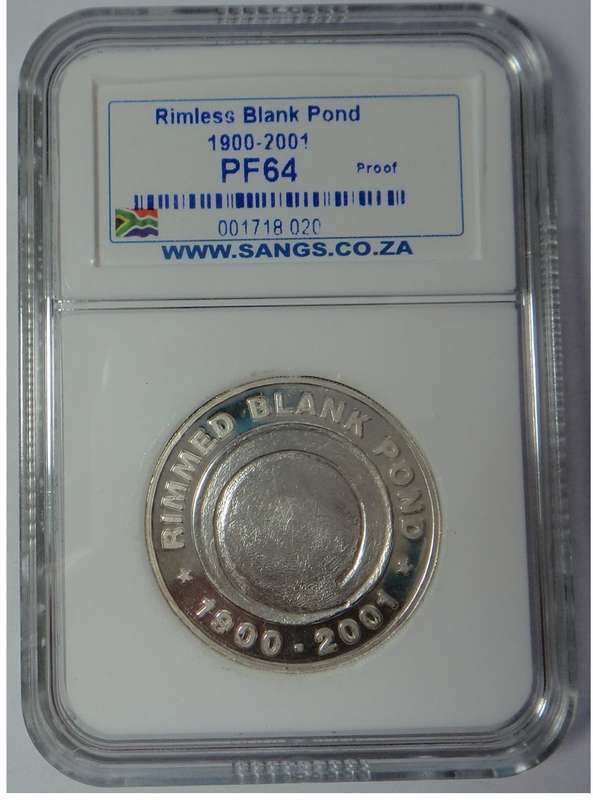 Rimless Blank Pond
1900-2001
PF64 Proof
001718 020
WWW.SANGS.CO.ZA
RIMMED BLANK POND
1900 - 2001